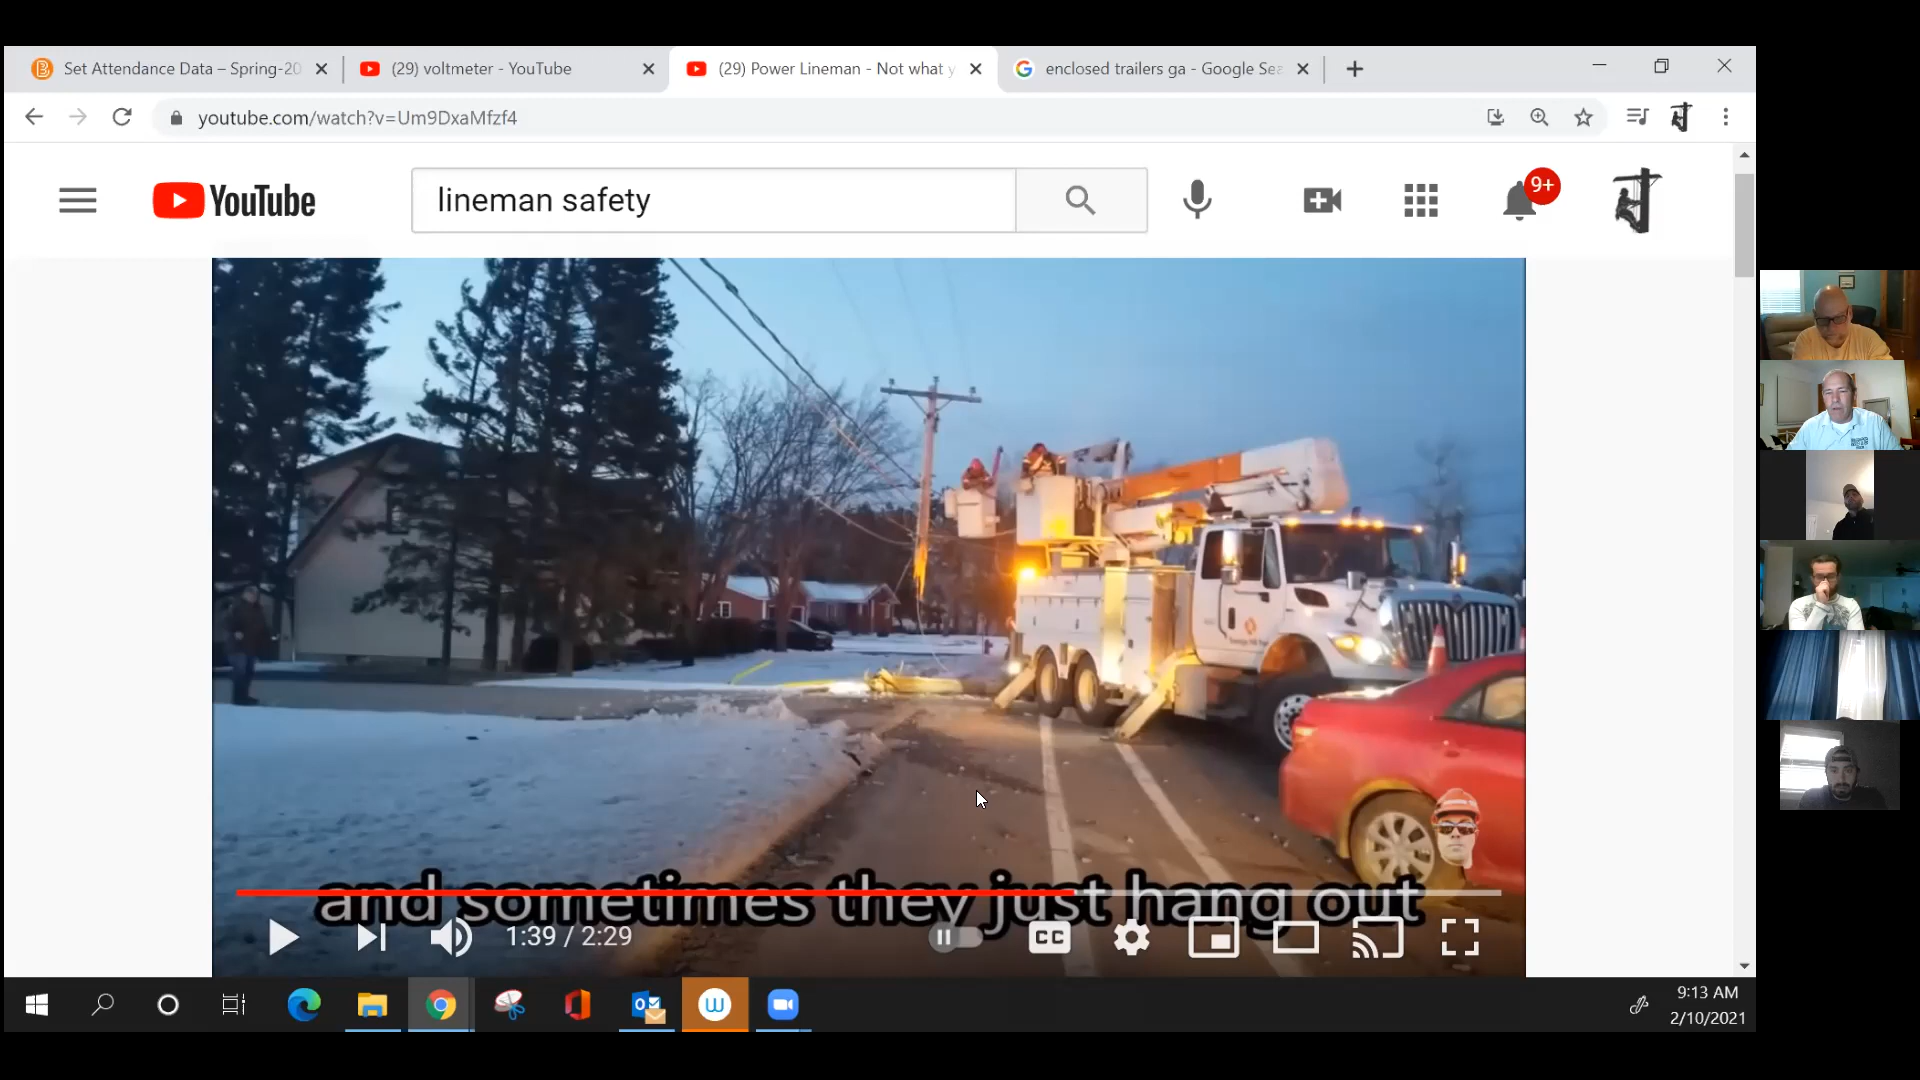 Set Attendance Data – Spring-20
(29) voltmeter - YouTube
(29) Power Lineman - Not what y
enclosed trailers ga - Google Sea
youtube.com/watch?v=Um9DxaMfzf4
YouTube
lineman safety
9+
and sometimes they just hang out
1:39 / 2:29
CC
9:13 AM
2/10/2021